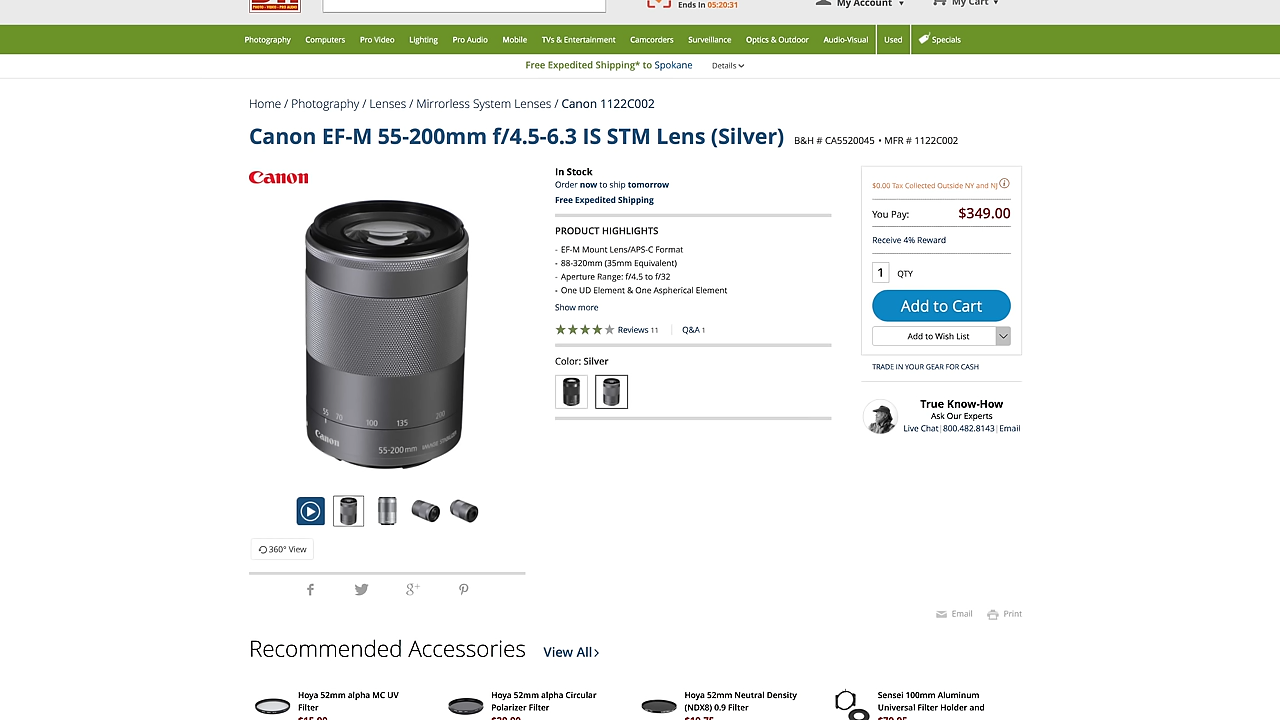 PHOTO - VIDEO - PRO AUDIO
Ends In 05:20:31
My Account
My Cart
Photography Computers Pro Video Lighting Pro Audio Mobile TVs & Entertainment Camcorders Surveillance Optics & Outdoor Audio-Visual Used Specials
Free Expedited Shipping* to Spokane Details
Home / Photography / Lenses / Mirrorless System Lenses / Canon 1122C002
Canon EF-M 55-200mm f/4.5-6.3 IS STM Lens (Silver) B&H # CA5520045 • MFR # 1122C002
Canon
55 70 100 135 200
Canon
55-200mm IMAGE STABILIZER
360° View
In Stock
Order now to ship tomorrow
Free Expedited Shipping
PRODUCT HIGHLIGHTS
- EF-M Mount Lens/APS-C Format
- 88-320mm (35mm Equivalent)
- Aperture Range: f/4.5 to f/32
- One UD Element & One Aspherical Element
Show more
Reviews 11 Q&A 1
Color: Silver
$0.00 Tax Collected Outside NY and NJ
You Pay: $349.00
Receive 4% Reward
1 QTY
Add to Cart
Add to Wish List
TRADE IN YOUR GEAR FOR CASH
True Know-How
Ask Our Experts
Live Chat | 800.482.8143 | Email
Email Print
Recommended Accessories View All
Hoya 52mm alpha MC UV
Filter
$15.90
Hoya 52mm alpha Circular
Polarizer Filter
Hoya 52mm Neutral Density
(NDX8) 0.9 Filter
Sensei 100mm Aluminum
Universal Filter Holder and